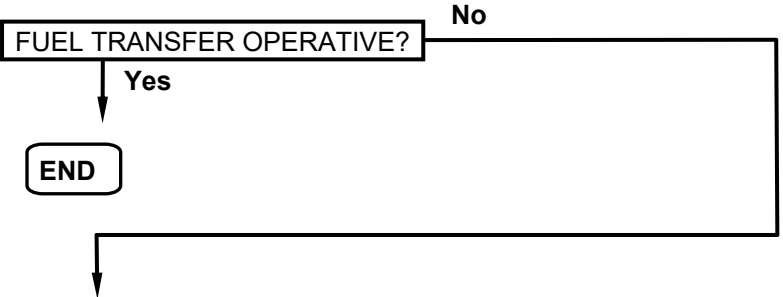 No
FUEL TRANSFER OPERATIVE?
Yes
END